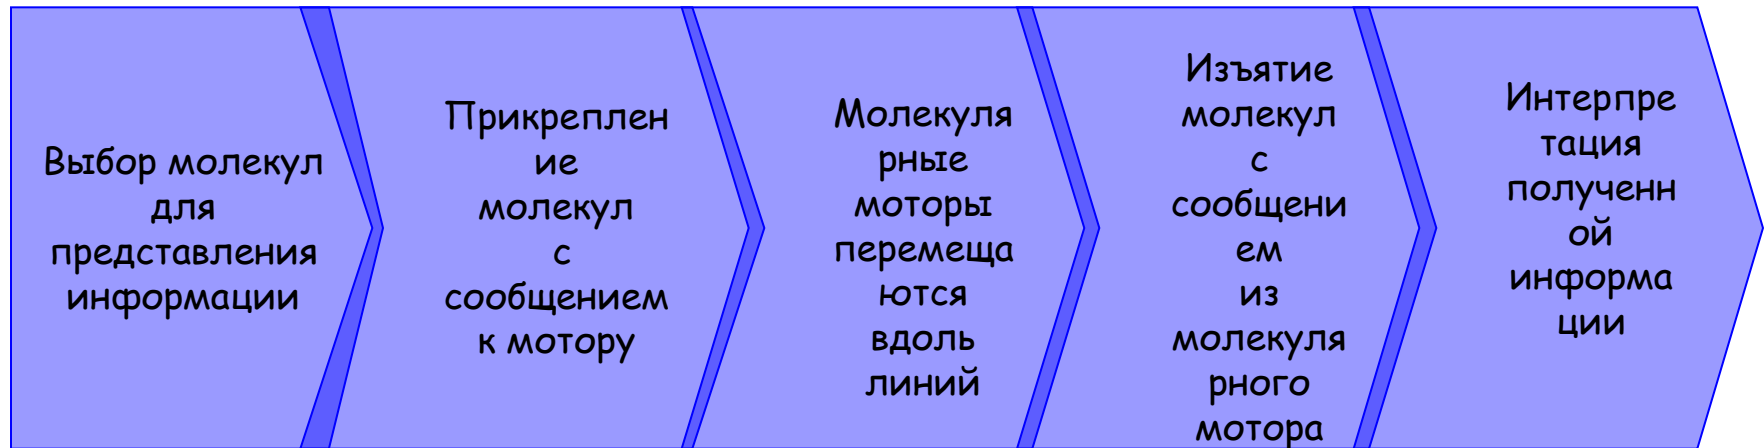 Выбор молекул
для
представления
информации
Прикреплен
ие
молекул
с
сообщением
к мотору
Молекуля
рные
моторы
перемеща
ются
вдоль
линий
Изъятие
молекул
с
сообщени
ем
из
молекуля
рного
мотора
Интерпре
тация
полученн
ой
информа
ции